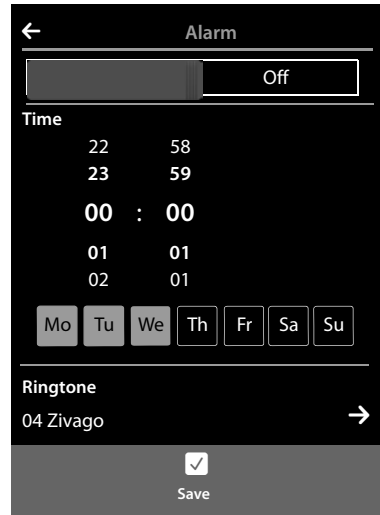 Alarm
Off
Time
22 58
23 59
00 : 00
01 01
02 01
Mo Tu We Th Fr Sa Su
Ringtone
04 Zivago
Save